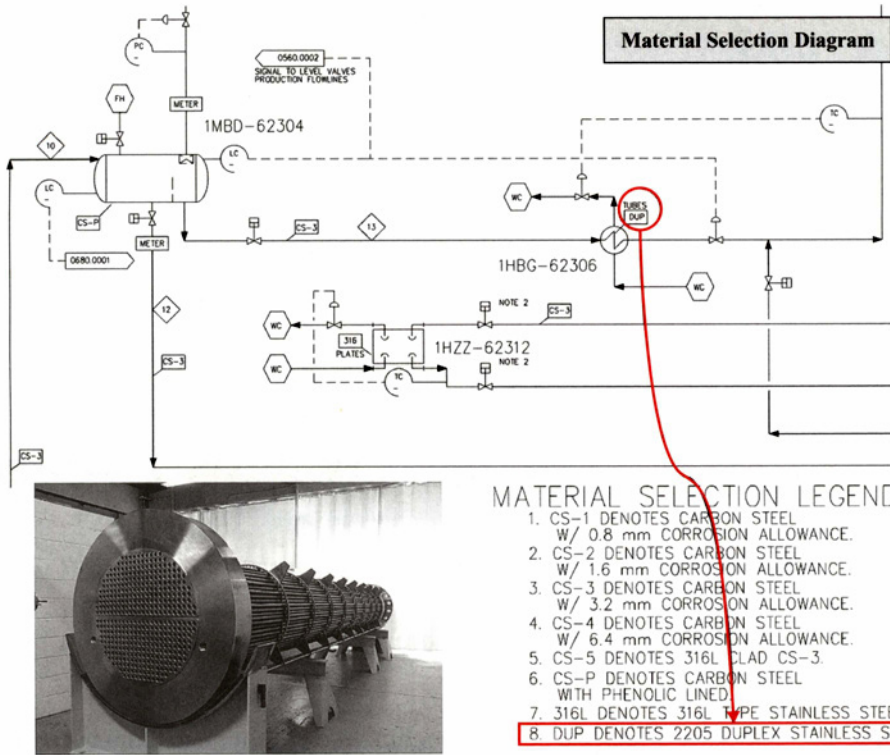 Material Selection Diagram
PC
-
0560.0002
SIGNAL TO LEVEL VALVES
PRODUCTION FLOWLINES
FH
METER
1MBD-62304
TC
-
10
LC
-
WC
TUBES
DUP
LC
-
CS-P
METER
CS-3
13
0680.0001
1HBG-62306
WC
12
NOTE 2
CS-3
WC
316
PLATES
1HZZ-62312
NOTE 2
WC
TC
-
CS-3
CS-3
MATERIAL SELECTION LEGEND
1. CS-1 DENOTES CARBON STEEL
W/ 0.8 mm CORROSION ALLOWANCE.
2. CS-2 DENOTES CARBON STEEL
W/ 1.6 mm CORROSION ALLOWANCE.
3. CS-3 DENOTES CARBON STEEL
W/ 3.2 mm CORROSION ALLOWANCE.
4. CS-4 DENOTES CARBON STEEL
W/ 6.4 mm CORROSION ALLOWANCE.
5. CS-5 DENOTES 316L CLAD CS-3.
6. CS-P DENOTES CARBON STEEL
WITH PHENOLIC LINED.
7. 316L DENOTES 316L TYPE STAINLESS
8. DUP DENOTES 2205 DUPLEX STAINLESS